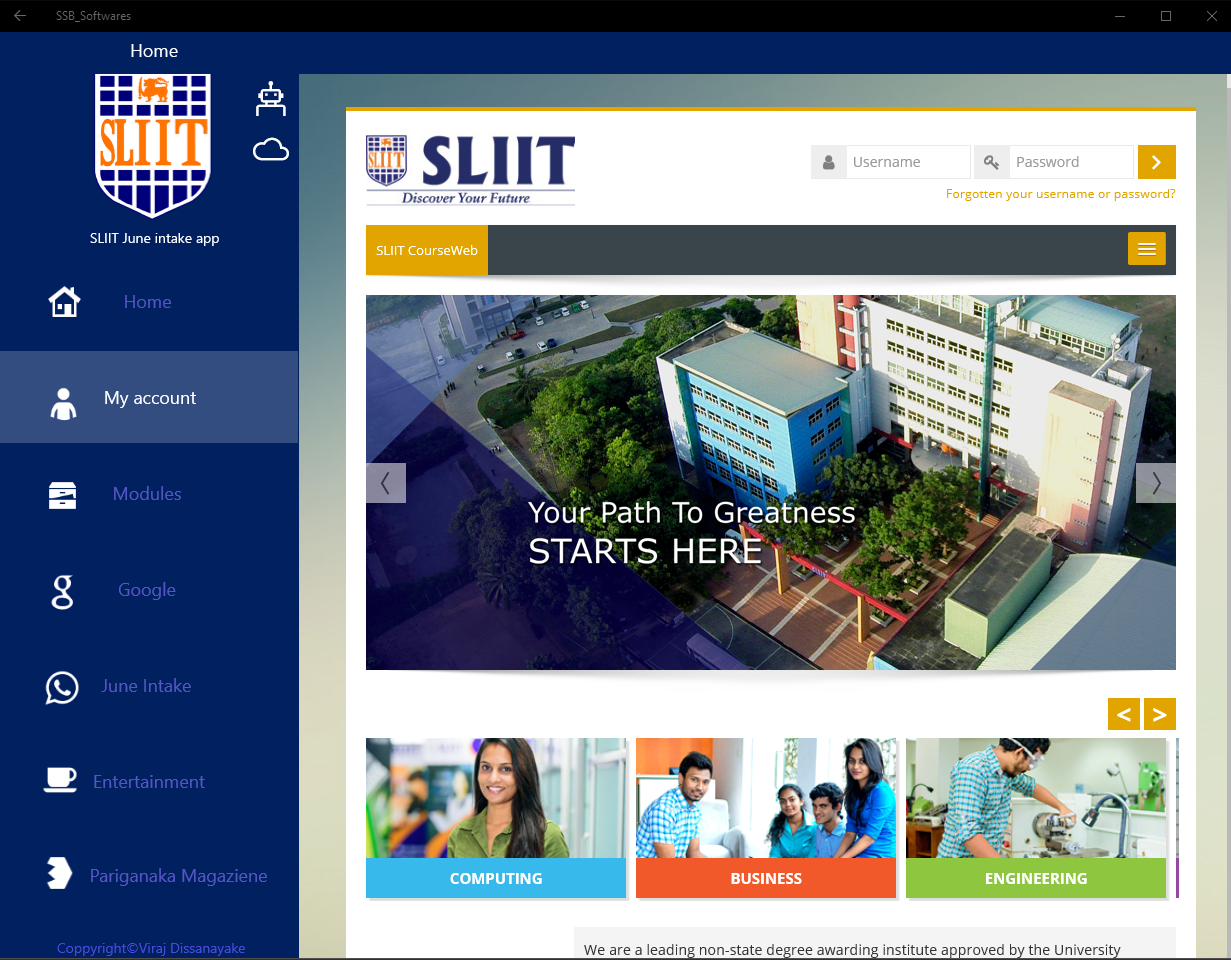 SSB_Softwares
Home
SLIIT
SLIIT June intake app
Home
My account
Modules
Google
June Intake
Entertainment
Pariganaka Magaziene
Coppyright©Viraj Dissanayake
SLIIT
SLIIT
Discover Your Future
Username
Password
Forgotten your username or password?
SLIIT CourseWeb
Your Path To Greatness
STARTS HERE
< >
COMPUTING
BUSINESS
ENGINEERING
We are a leading non-state degree awarding institute approved by the University